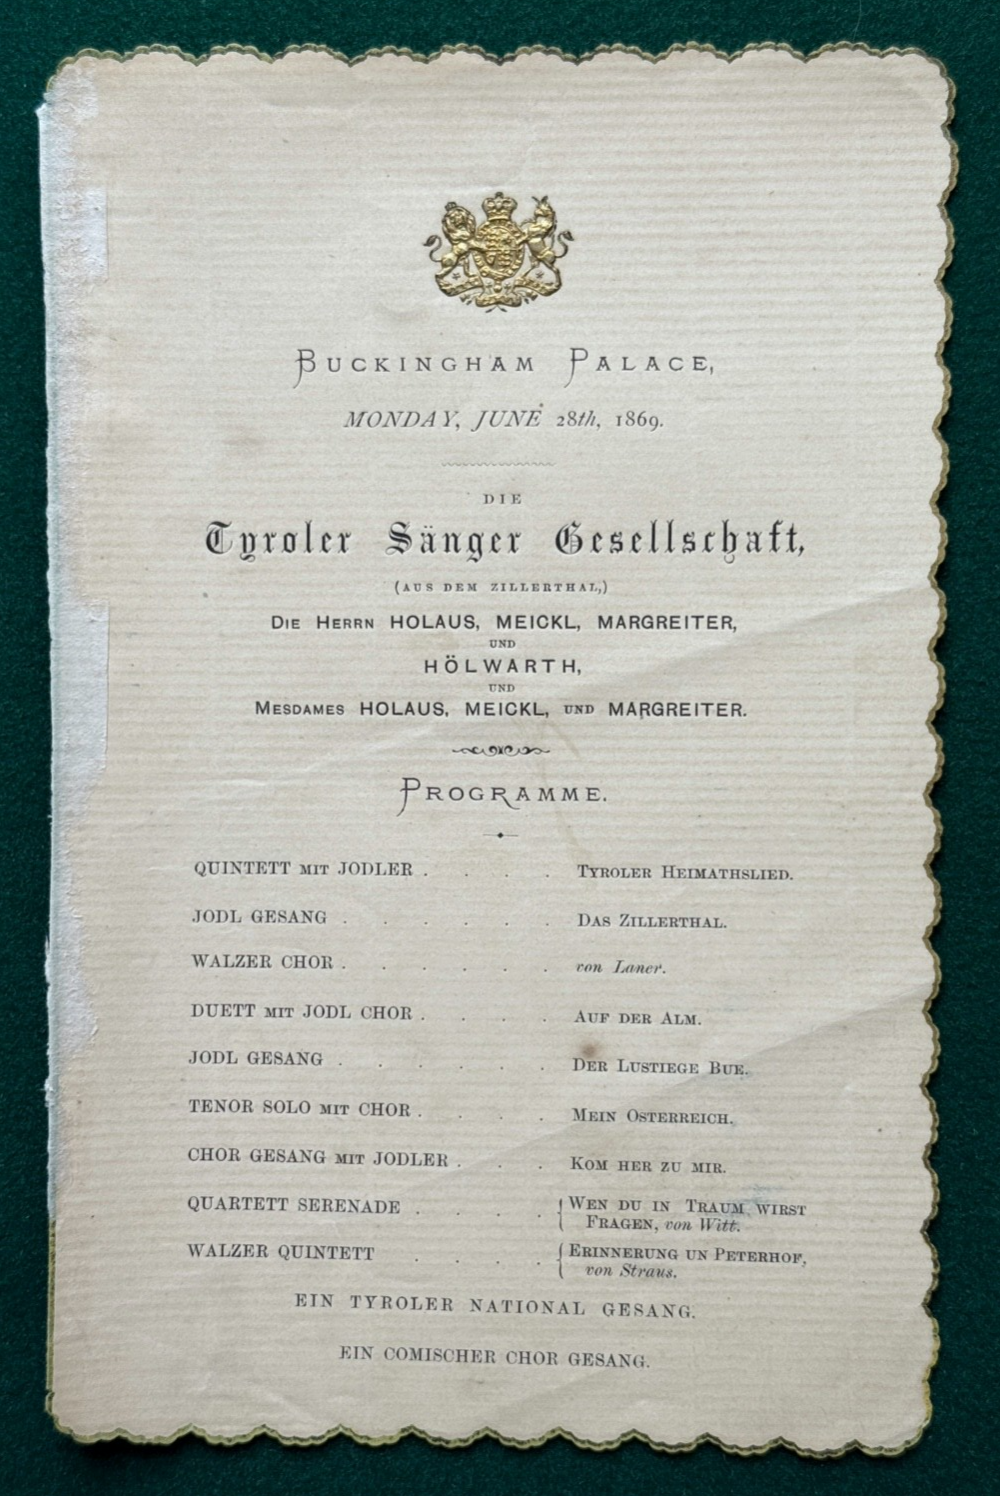 BUCKINGHAM PALACE,
MONDAY, JUNE 28th, 1869.
DIE
Tyroler Sänger Gesellschaft,
(AUS DEM ZILLERTHAL,)
DIE HERRN HOLAUS, MEICKL, MARGREITER,
UND
HÖLWARTH,
UND
MESDAMES HOLAUS, MEICKL, UND MARGREITER.
PROGRAMME.
QUINTETT MIT JODLER . . . . TYROLER HEIMATHSLIED.
JODL GESANG . . . . . . DAS ZILLERTHAL.
WALZER CHOR . . . . . . von Laner.
DUETT MIT JODL CHOR . . . . AUF DER ALM.
JODL GESANG . . . . . . DER LUSTIEGE BUE.
TENOR SOLO MIT CHOR . . . . MEIN OSTERREICH.
CHOR GESANG MIT JODLER . . . KOM HER ZU MIR.
QUARTETT SERENADE . . . . { WEN DU IN TRAUM WIRST
FRAGEN, von Witt.
WALZER QUINTETT . . . . { ERINNERUNG UN PETERHOF,
von Straus.
EIN TYROLER NATIONAL GESANG.
EIN COMISCHER CHOR GESANG.